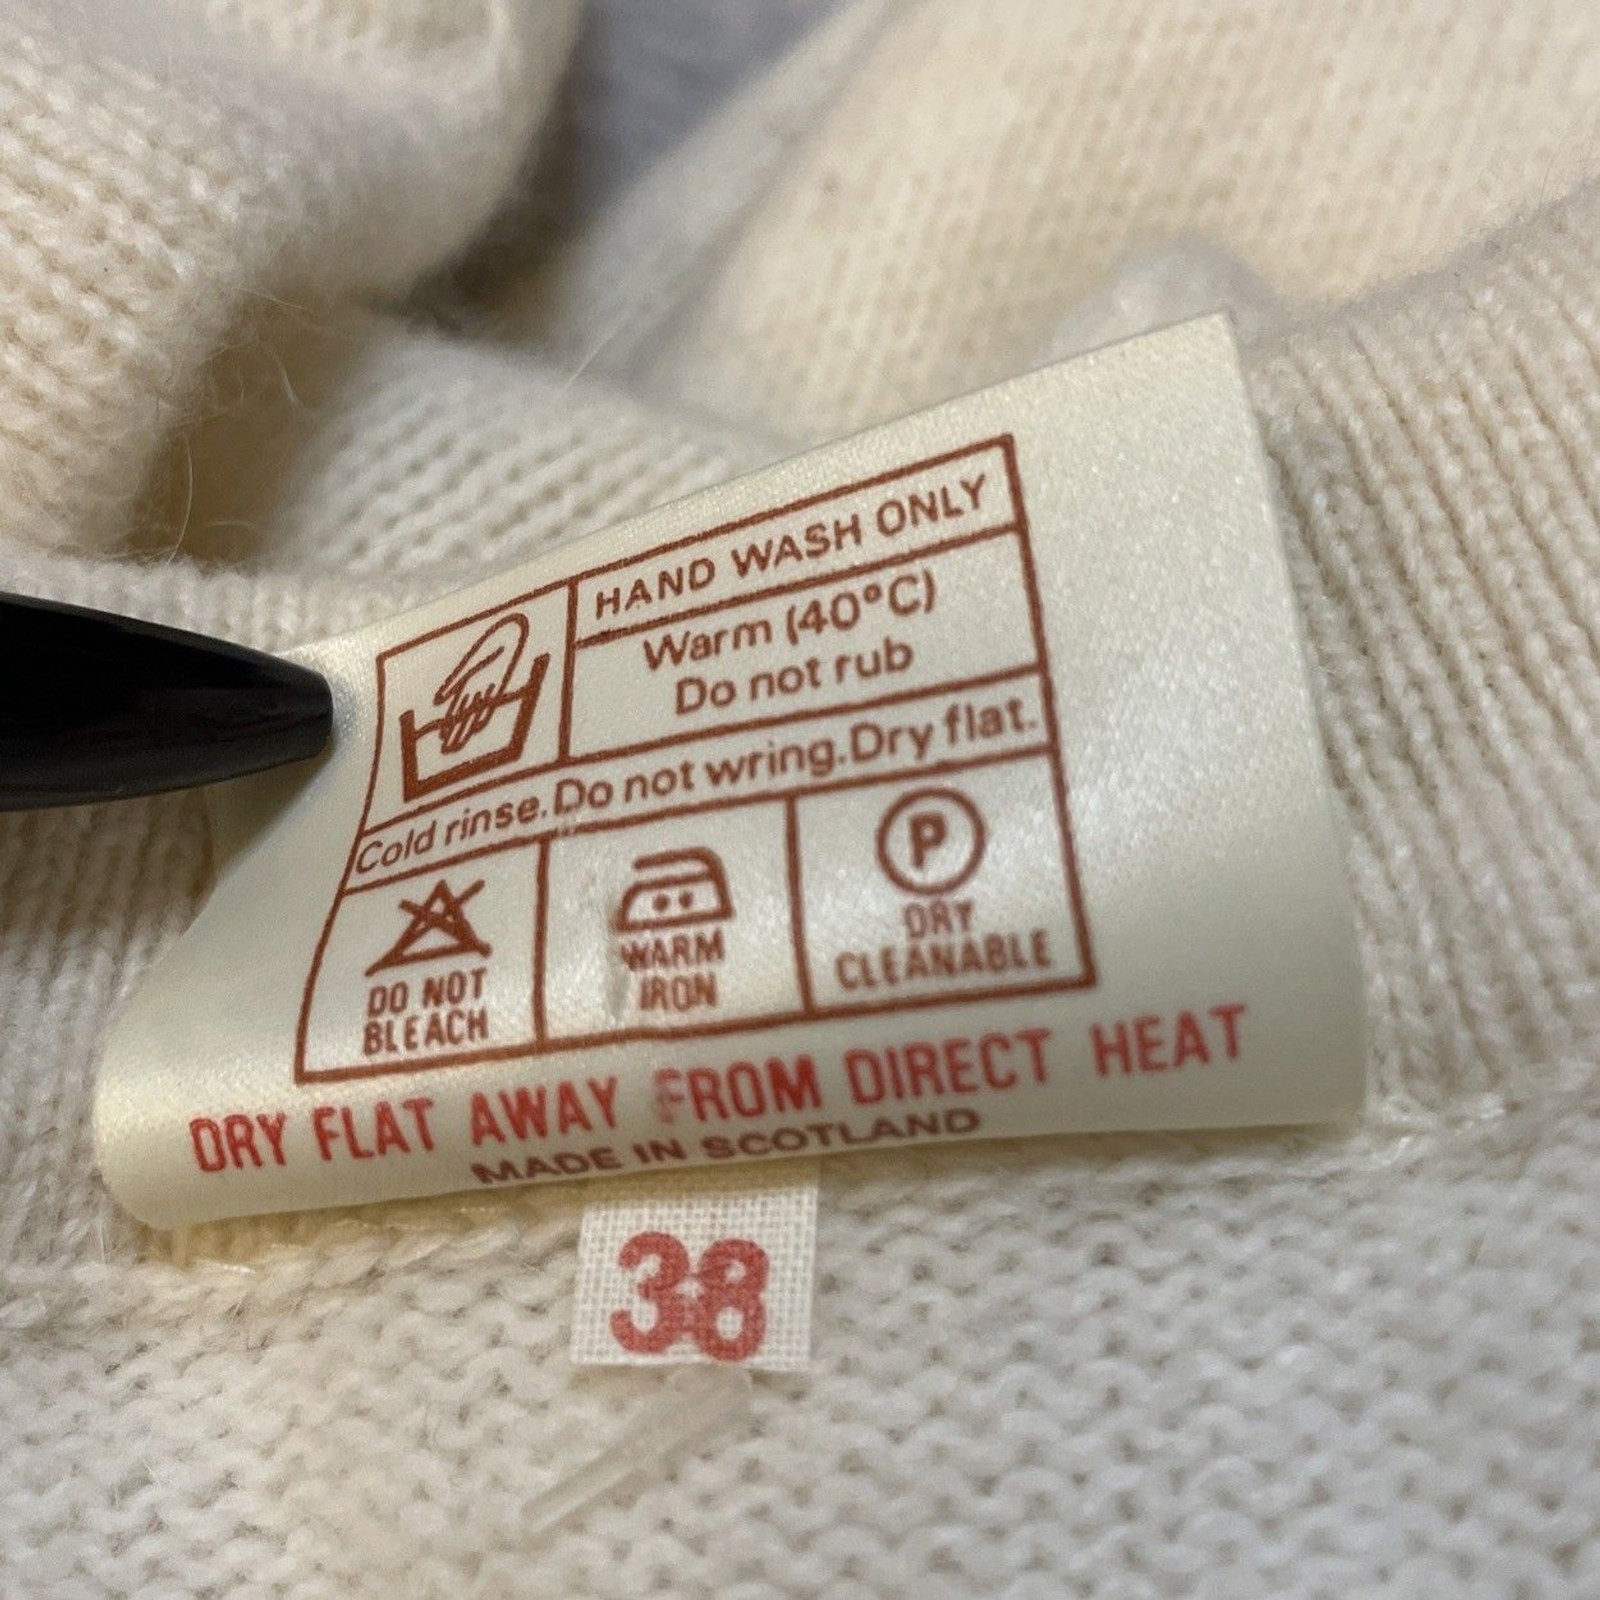 HAND WASH ONLY
Warm (40°C)
Do not rub
Cold rinse. Do not wring. Dry flat.
DO NOT
BLEACH
WARM
IRON
P
DRY
CLEANABLE
DRY FLAT AWAY FROM DIRECT HEAT
MADE IN SCOTLAND
38